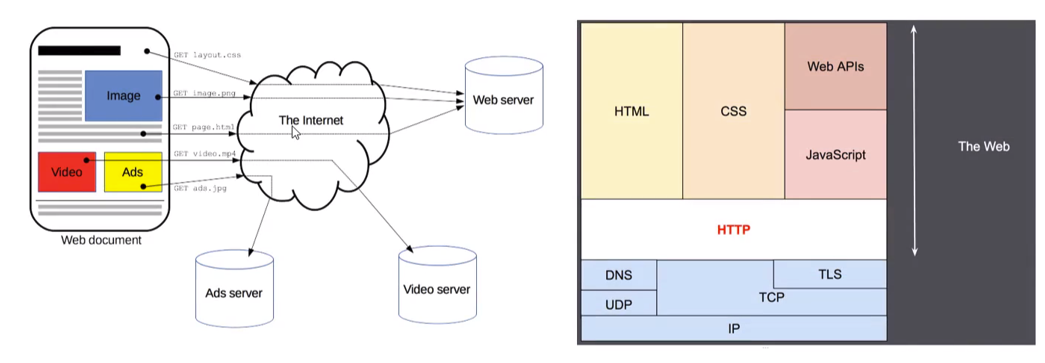 GET layout.css
Image
GET image.png
The Internet
Web server
GET page.html
GET video.mp4
Video
Ads
GET ads.jpg
Web document
Ads server
Video server
HTML
CSS
Web APIs
JavaScript
The Web
HTTP
DNS
TLS
UDP
TCP
IP